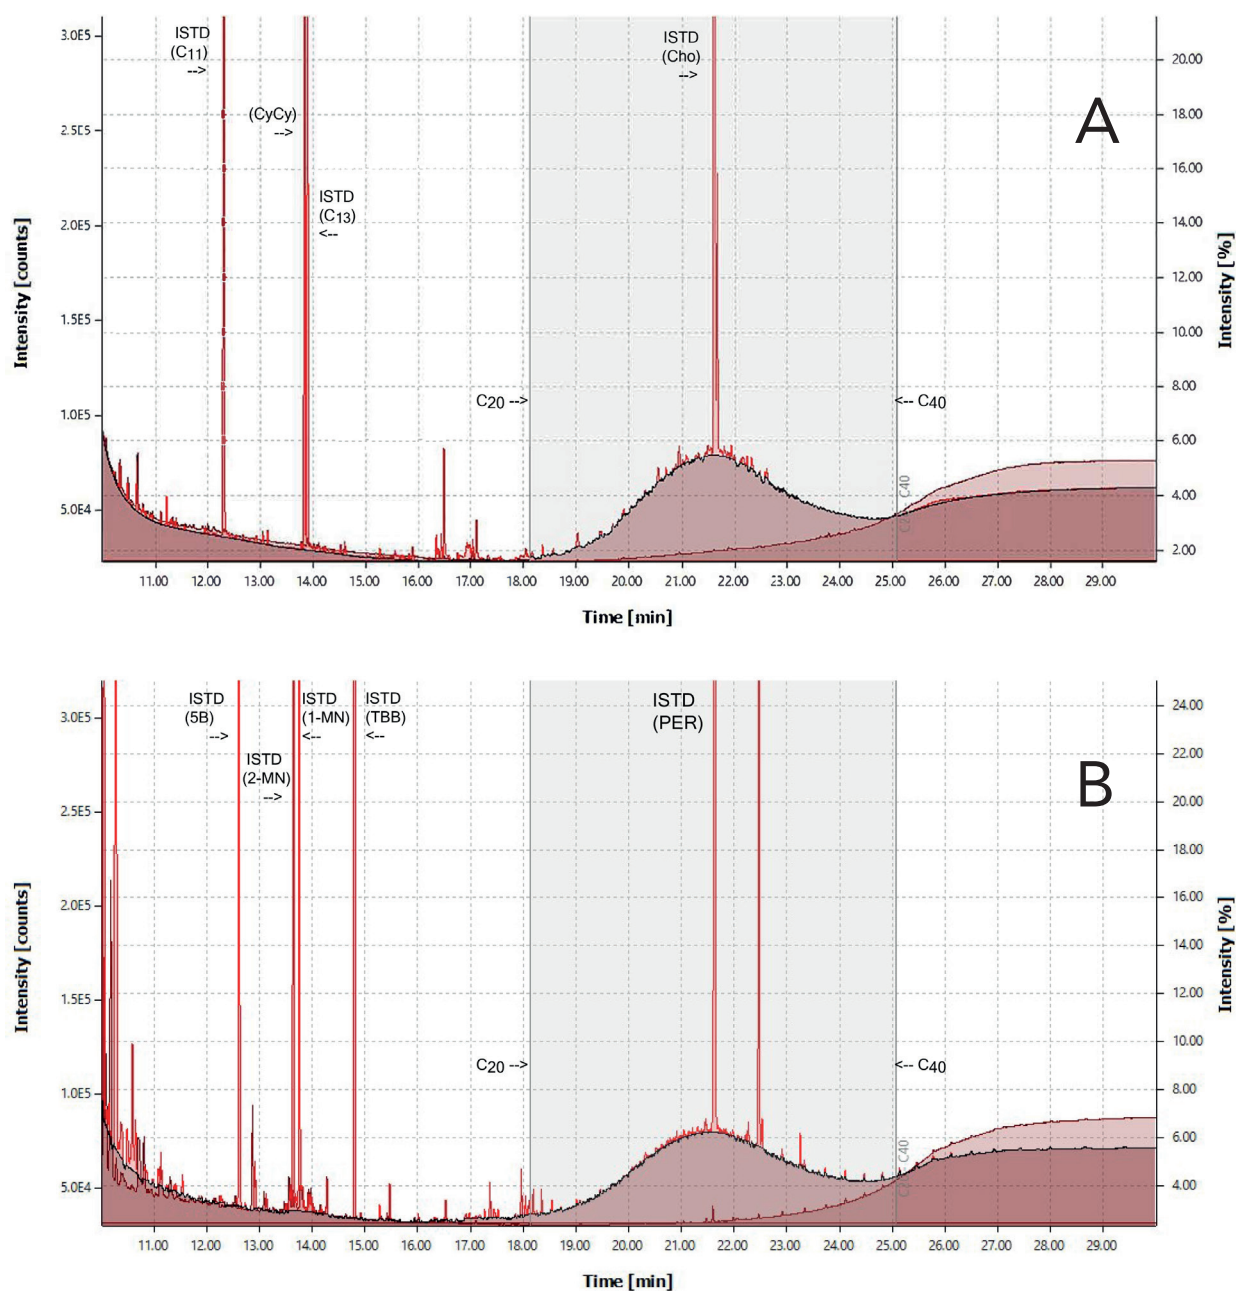 ISTD
(C11)
-->
(CyCy)
-->
ISTD
(C13)
<--
ISTD
(Cho)
-->
A
C20 -->
<-- C40
C40
3.0E5
2.5E5
2.0E5
1.5E5
1.0E5
5.0E4
Intensity [counts]
20.00
18.00
16.00
14.00
12.00
10.00
8.00
6.00
4.00
2.00
Intensity [%]
11.00 12.00 13.00 14.00 15.00 16.00 17.00 18.00 19.00 20.00 21.00 22.00 23.00 24.00 25.00 26.00 27.00 28.00 29.00
Time [min]
ISTD
(5B)
-->
ISTD
(2-MN)
-->
ISTD
(1-MN)
<--
ISTD
(TBB)
<--
ISTD
(PER)
B
C20 -->
<-- C40
C40
3.0E5
2.5E5
2.0E5
1.5E5
1.0E5
5.0E4
Intensity [counts]
24.00
22.00
20.00
18.00
16.00
14.00
12.00
10.00
8.00
6.00
4.00
Intensity [%]
11.00 12.00 13.00 14.00 15.00 16.00 17.00 18.00 19.00 20.00 21.00 22.00 23.00 24.00 25.00 26.00 27.00 28.00 29.00
Time [min]